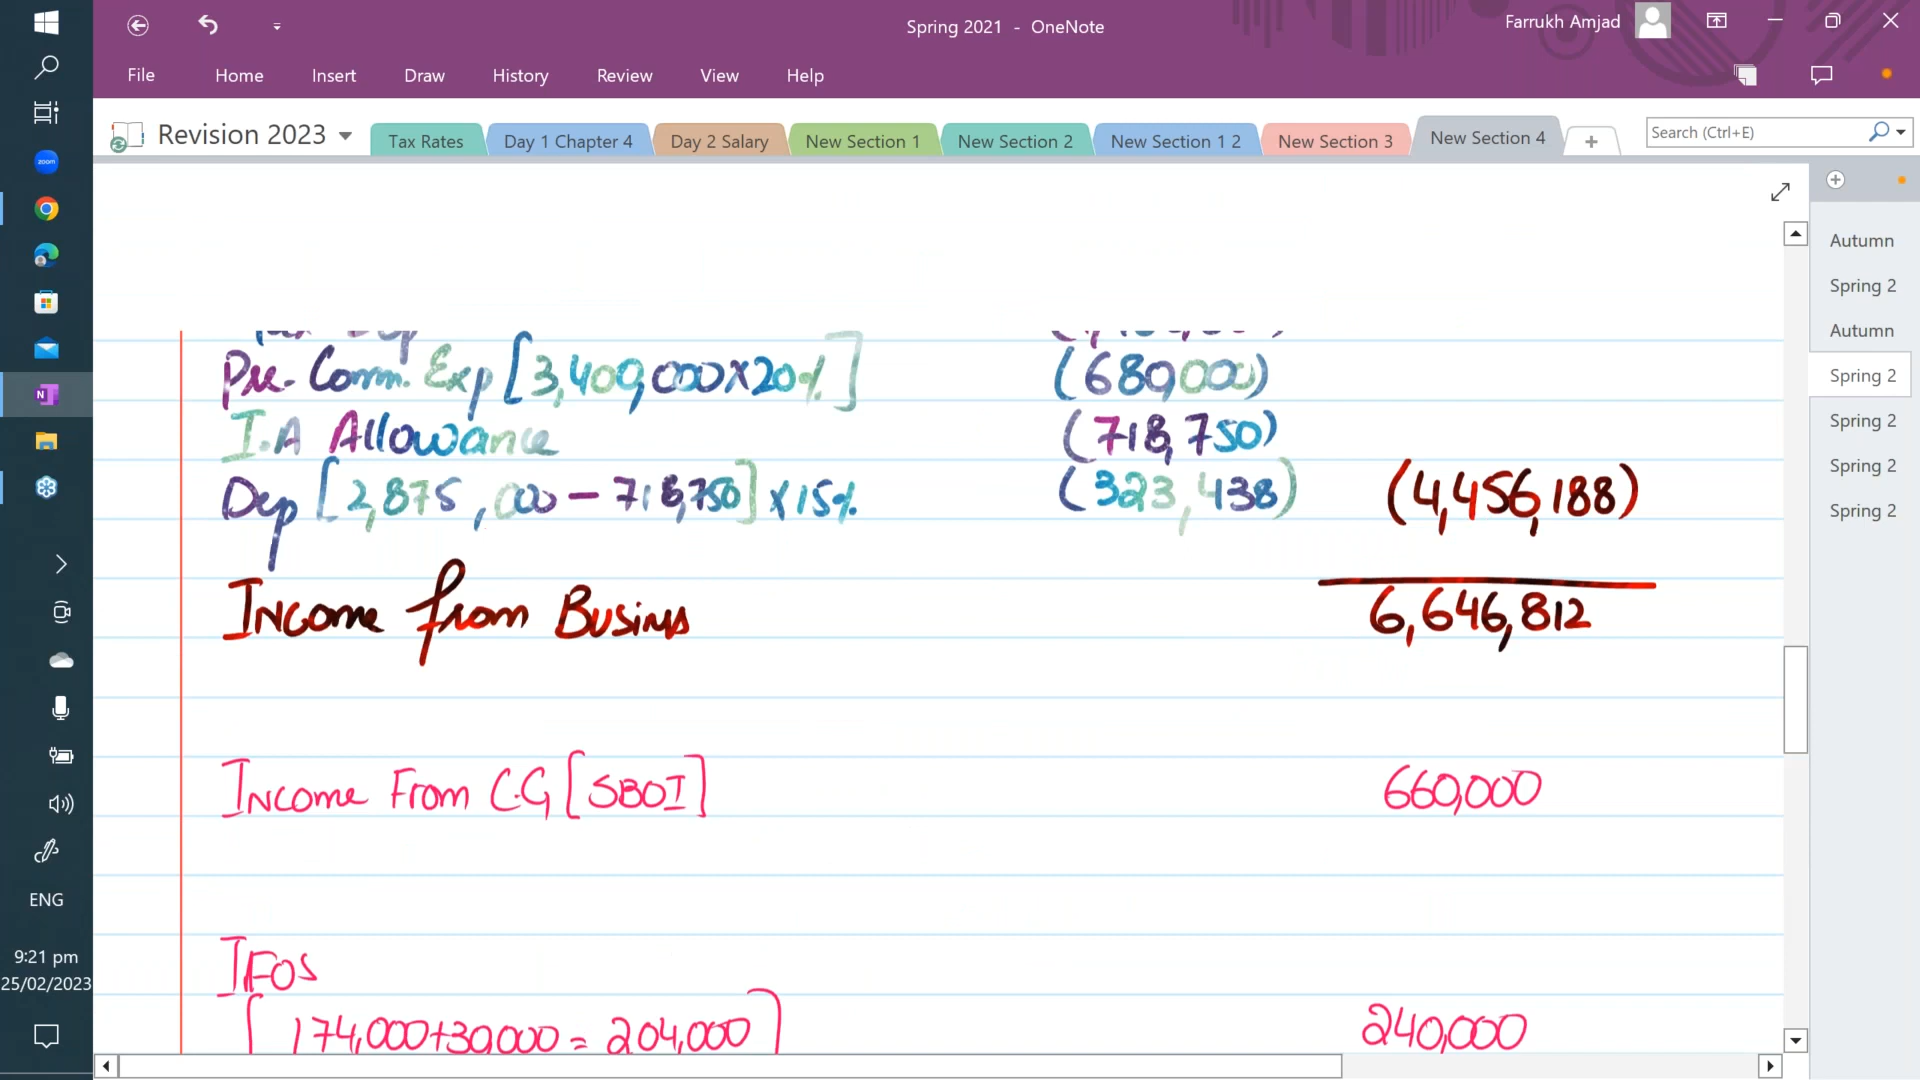 Spring 2021 - OneNote
Farrukh Amjad
File Home Insert Draw History Review View Help
Revision 2023
Tax Rates
Day 1 Chapter 4
Day 2 Salary
New Section 1
New Section 2
New Section 1 2
New Section 3
New Section 4
Search (Ctrl+E)
zoom
Autumn
Spring 2
Autumn
Spring 2
Spring 2
Spring 2
Spring 2
Pre-Comm. Exp [3,400,000x20%] (680,000)
I.A Allowance (718,750)
Dep [2,875,000-718,750] x15% (323,438) (4,456,188)
Income from Business 6,646,812
Income From CG [SBOI] 660,000
IFOS
[174,000+30,000 = 204,000] 240,000
ENG
9:21 pm
25/02/2023